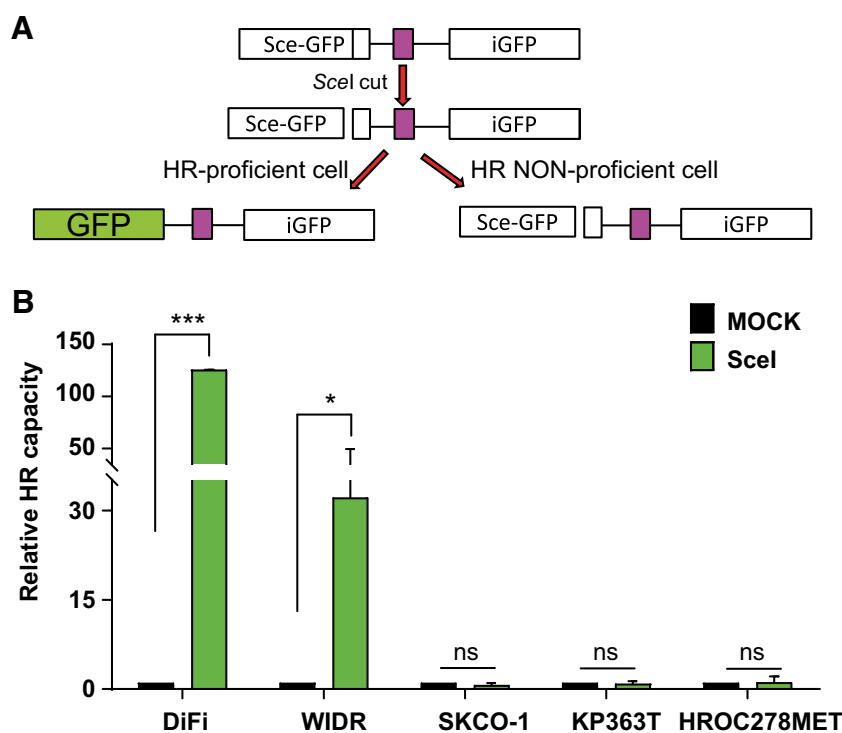 A
Sce-GFP iGFP
SceI cut
Sce-GFP iGFP
HR-proficient cell HR NON-proficient cell
GFP iGFP Sce-GFP iGFP
B
MOCK
SceI
Relative HR capacity
150
100
50
30
15
0
***
*
ns ns ns
DiFi WIDR SKCO-1 KP363T HROC278MET